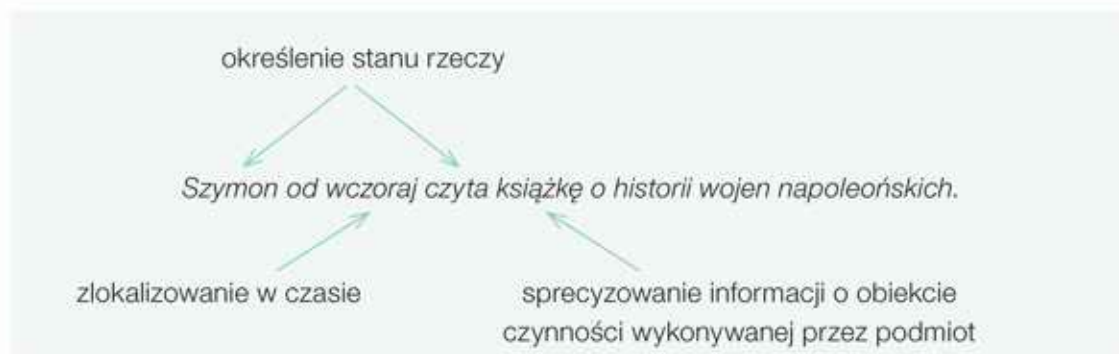 określenie stanu rzeczy
Szymon od wczoraj czyta książkę o historii wojen napoleońskich.
zlokalizowanie w czasie
sprecyzowanie informacji o obiekcie
czynności wykonywanej przez podmiot